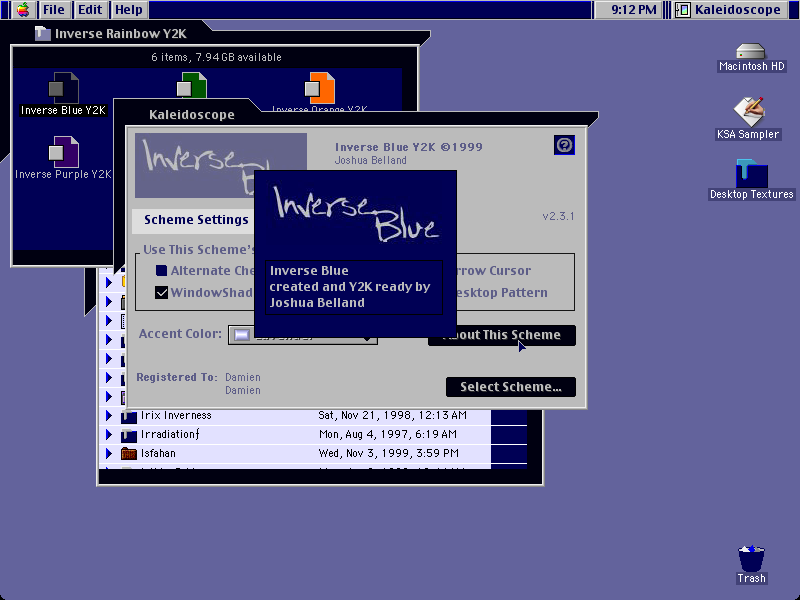 File Edit Help
9:12 PM
Kaleidoscope
Inverse Rainbow Y2K
6 items, 7.94GB available
Inverse Blue Y2K
Inverse Orange Y2K
Inverse Purple Y2K
Macintosh HD
KSA Sampler
Desktop Textures
Trash
Kaleidoscope
Inverse
Inverse Blue Y2K ©1999
Joshua Belland
v2.3.1
Scheme Settings
Use This Scheme's
Alternate Che
WindowShad
rrow Cursor
esktop Pattern
Accent Color:
About This Scheme
Registered To: Damien
Damien
Select Scheme...
Inverse Blue
Inverse Blue
created and Y2K ready by
Joshua Belland
Irix Inverness Sat, Nov 21, 1998, 12:13 AM
Irradiationƒ Mon, Aug 4, 1997, 6:19 AM
Isfahan Wed, Nov 3, 1999, 3:59 PM